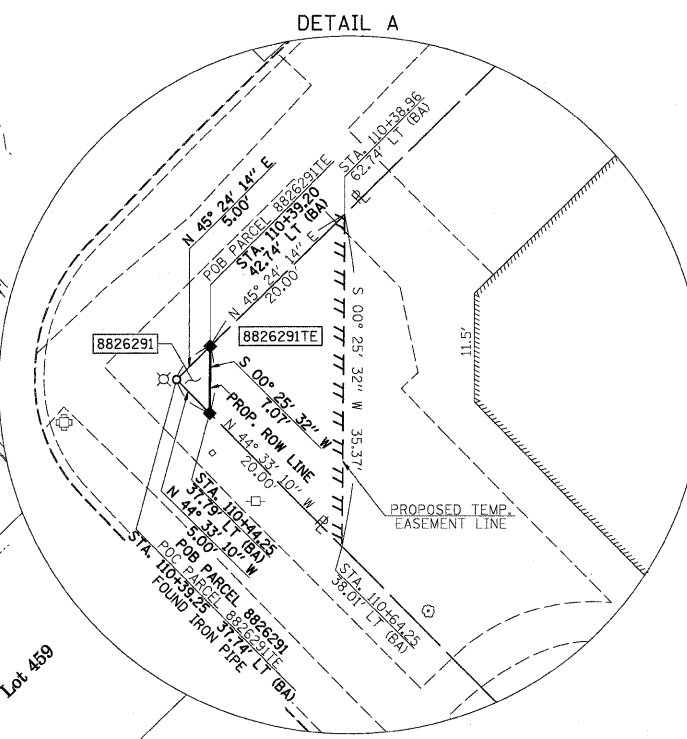 DETAIL A
STA. 110+38.96
62.74' LT (BA)
N 45° 24' 14" E
5.00'
POB PARCEL 8826291TE
STA. 110+39.20
42.74' LT (BA)
N 45° 24' 14" E
20.00'
PL
8826291
8826291TE
S 00° 25' 32" W
7.07'
PROP. ROW LINE
S 00° 25' 32" W 35.37'
11.5'
N 44° 33' 10" W
20.00'
PL
PROPOSED TEMP.
EASEMENT LINE
STA. 110+44.25
37.79' LT (BA)
N 44° 33' 10" W
5.00'
POB PARCEL 8826291
POC PARCEL 8826291TE
STA. 110+39.25 37.74' LT (BA)
FOUND IRON PIPE
STA. 110+64.25
38.01' LT (BA)
Lot 459